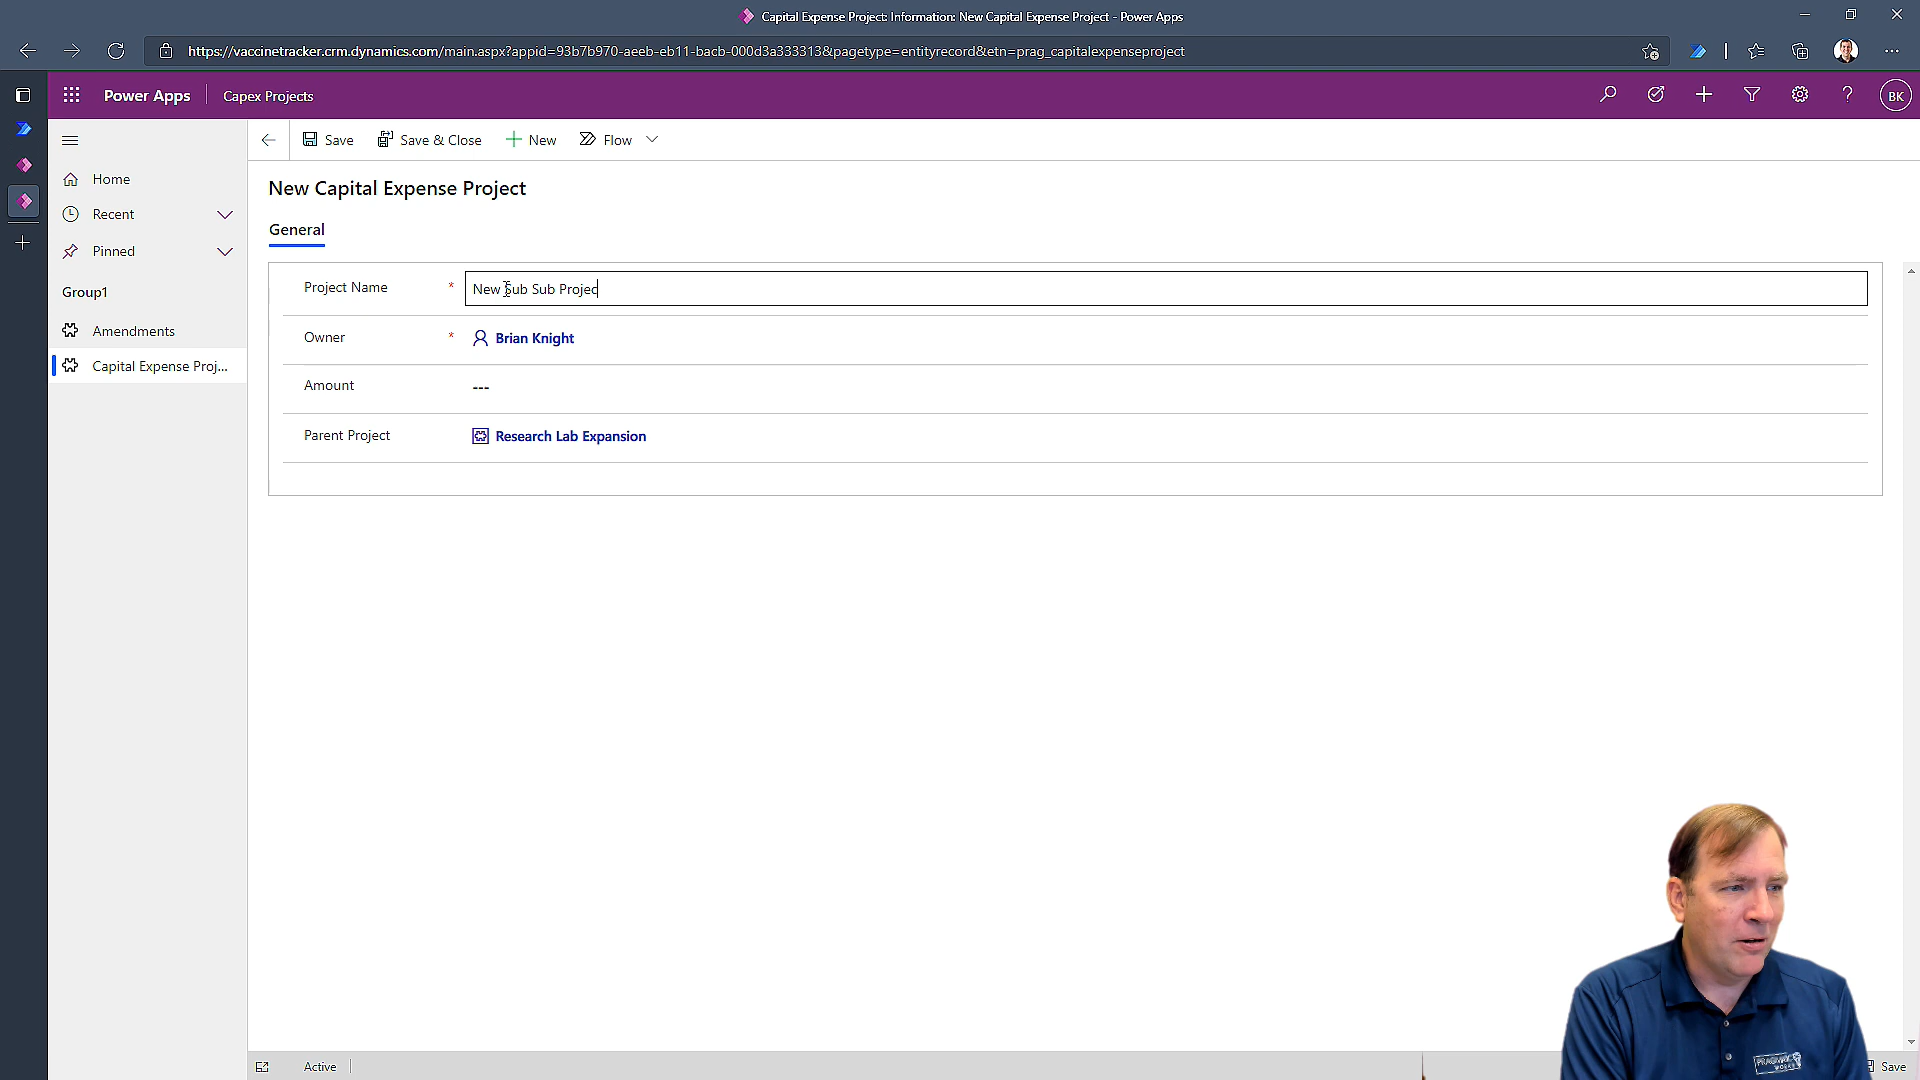 Capital Expense Project: Information: New Capital Expense Project - Power Apps
https://vaccinetracker.crm.dynamics.com/main.aspx?appid=93b7b970-aeeb-eb11-bacb-000d3a333313&pagetype=entityrecord&etn=prag_capitalexpenseproject
Power Apps
Capex Projects
BK
Save
Save & Close
New
Flow
Home
Recent
Pinned
Group1
Amendments
Capital Expense Proj...
New Capital Expense Project
General
Project Name *
New Sub Sub Projec
Owner *
Brian Knight
Amount
---
Parent Project
Research Lab Expansion
PRAGMATIC
WORKS
Active
Save